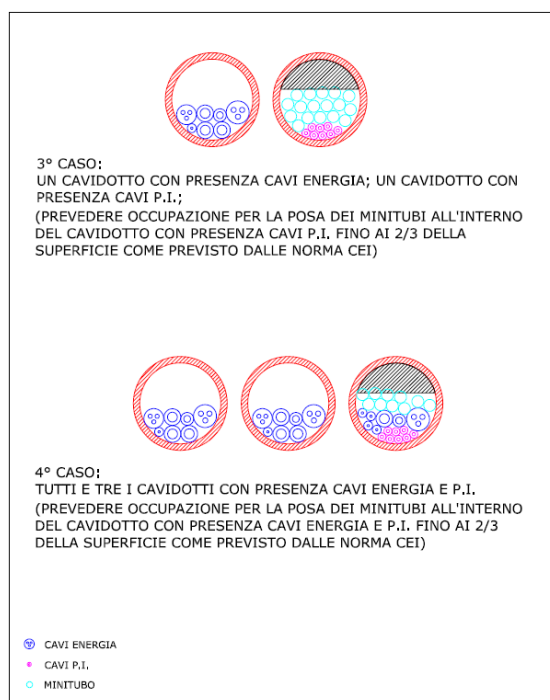 3° CASO:
UN CAVIDOTTO CON PRESENZA CAVI ENERGIA; UN CAVIDOTTO CON
PRESENZA CAVI P.I.;
(PREVEDERE OCCUPAZIONE PER LA POSA DEI MINITUBI ALL'INTERNO
DEL CAVIDOTTO CON PRESENZA CAVI P.I. FINO AI 2/3 DELLA
SUPERFICIE COME PREVISTO DALLE NORMA CEI)
4° CASO:
TUTTI E TRE I CAVIDOTTI CON PRESENZA CAVI ENERGIA E P.I.
(PREVEDERE OCCUPAZIONE PER LA POSA DEI MINITUBI ALL'INTERNO
DEL CAVIDOTTO CON PRESENZA CAVI ENERGIA E P.I. FINO AI 2/3
DELLA SUPERFICIE COME PREVISTO DALLE NORMA CEI)
CAVI ENERGIA
CAVI P.I.
MINITUBO